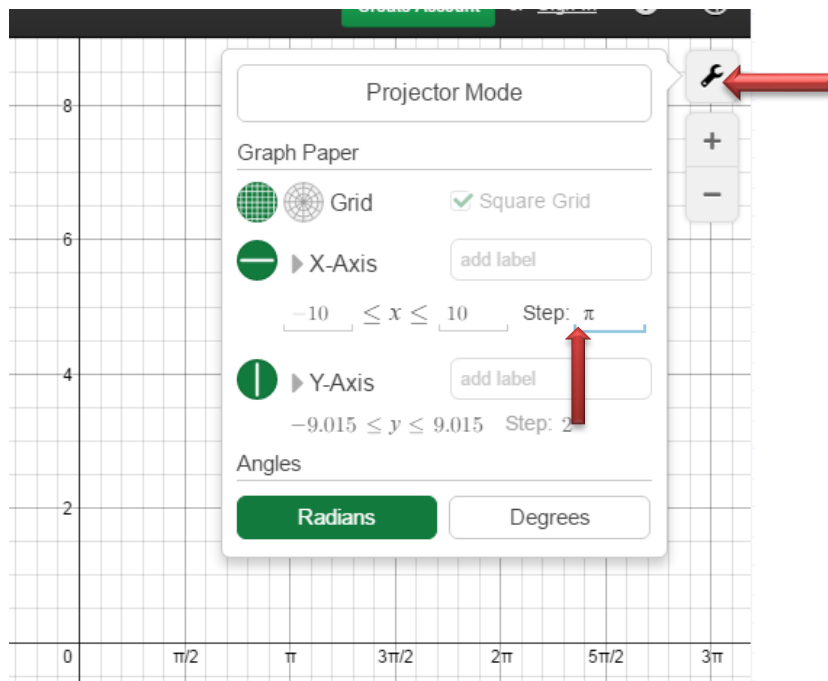 Create Account or Sign In
Projector Mode
Graph Paper
Grid
Square Grid
X-Axis
add label
−10 ≤ x ≤ 10 Step: π
Y-Axis
add label
−9.015 ≤ y ≤ 9.015 Step: 2
Angles
Radians
Degrees
+
−
8
6
4
2
0 π/2 π 3π/2 2π 5π/2 3π